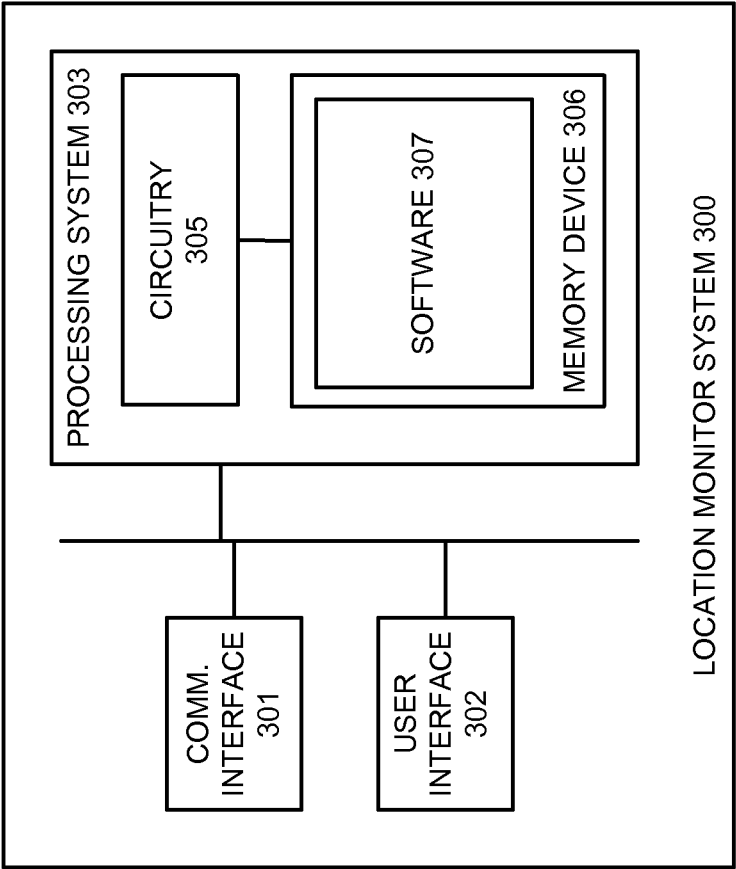 PROCESSING SYSTEM 303
CIRCUITRY
305
SOFTWARE 307
MEMORY DEVICE 306
COMM.
INTERFACE
301
USER
INTERFACE
302
LOCATION MONITOR SYSTEM 300